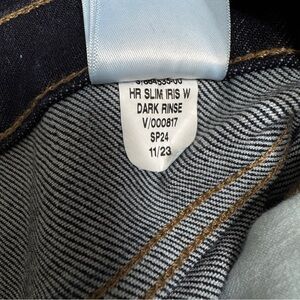 HR SLIM IRIS W
DARK RINSE
V/000817
SP24
11/23